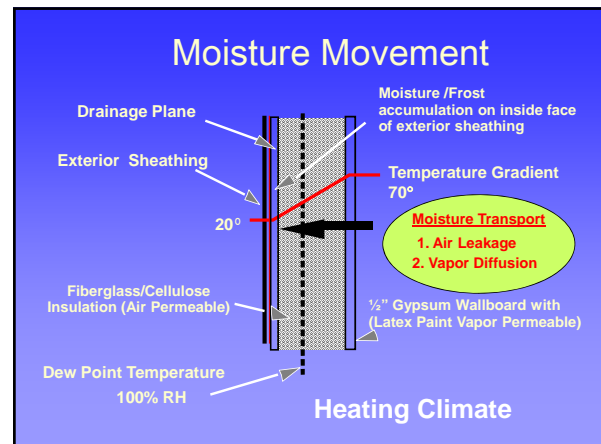 Moisture Movement
Drainage Plane
Moisture /Frost
accumulation on inside face
of exterior sheathing
Exterior Sheathing
Temperature Gradient
70°
20°
Moisture Transport
1. Air Leakage
2. Vapor Diffusion
Fiberglass/Cellulose
Insulation (Air Permeable)
½” Gypsum Wallboard with
(Latex Paint Vapor Permeable)
Dew Point Temperature
100% RH
Heating Climate